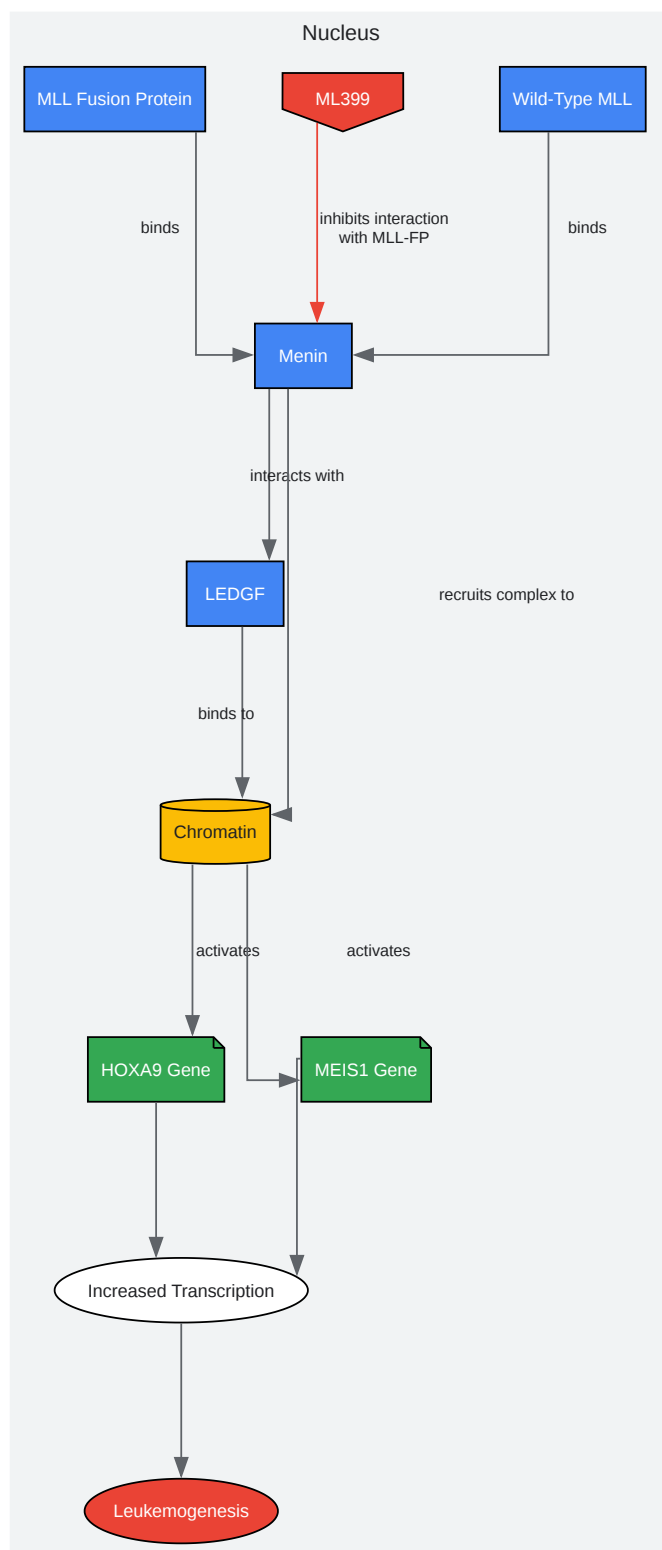 Nucleus
MLL Fusion Protein
ML399
Wild-Type MLL
binds
inhibits interaction
with MLL-FP
binds
Menin
interacts with
LEDGF
recruits complex to
binds to
Chromatin
activates
activates
HOXA9 Gene
MEIS1 Gene
Increased Transcription
Leukemogenesis